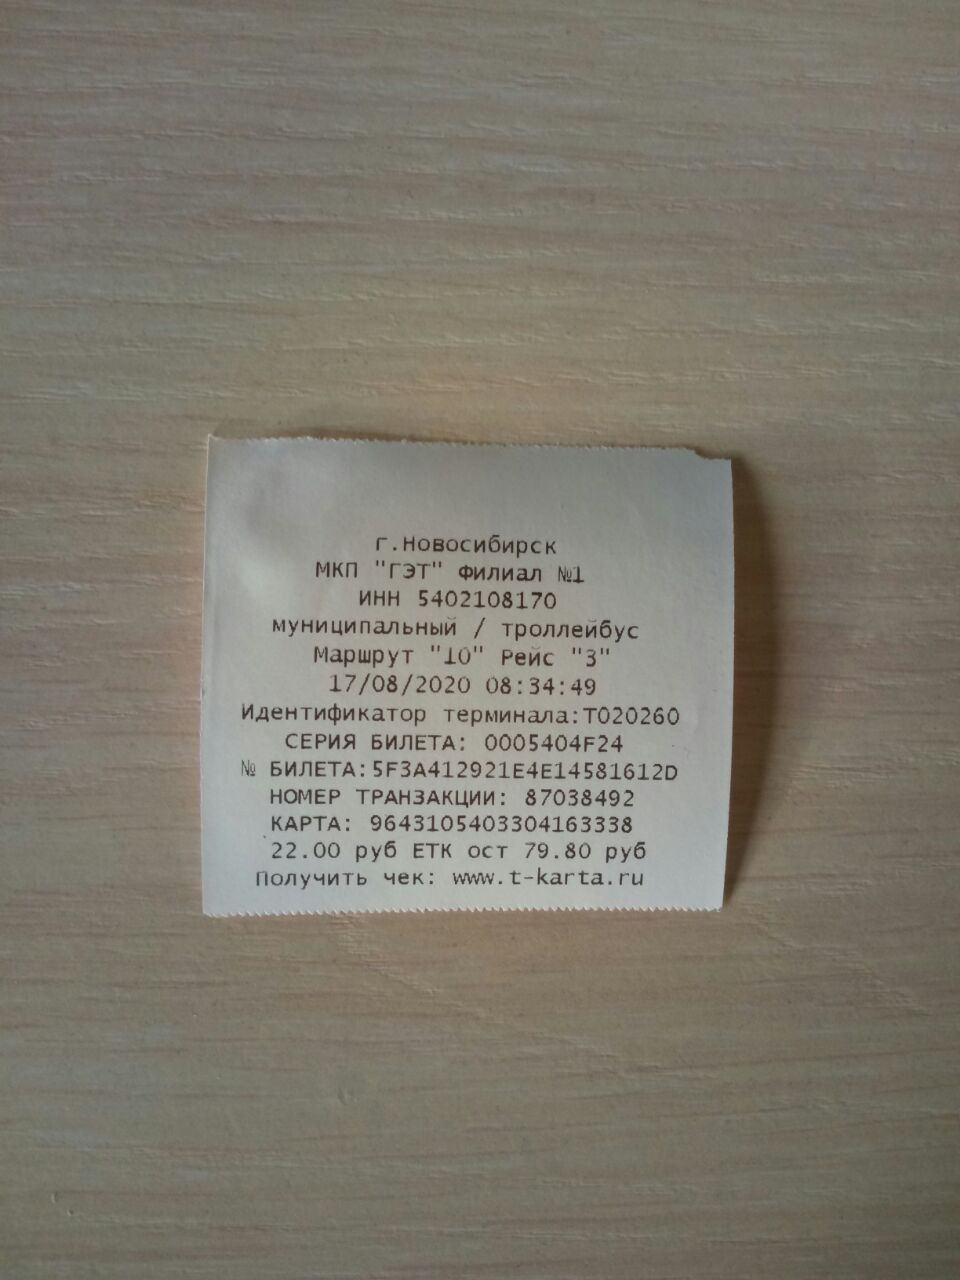 г.Новосибирск
МКП "ГЭТ" Филиал №1
ИНН 5402108170
муниципальный / троллейбус
Маршрут "10" Рейс "3"
17/08/2020 08:34:49
Идентификатор терминала:T020260
СЕРИЯ БИЛЕТА: 0005404F24
№ БИЛЕТА:5F3A412921E4E14581612D
НОМЕР ТРАНЗАКЦИИ: 87038492
КАРТА: 9643105403304163338
22.00 руб ЕТК ост 79.80 руб
Получить чек: www.t-karta.ru